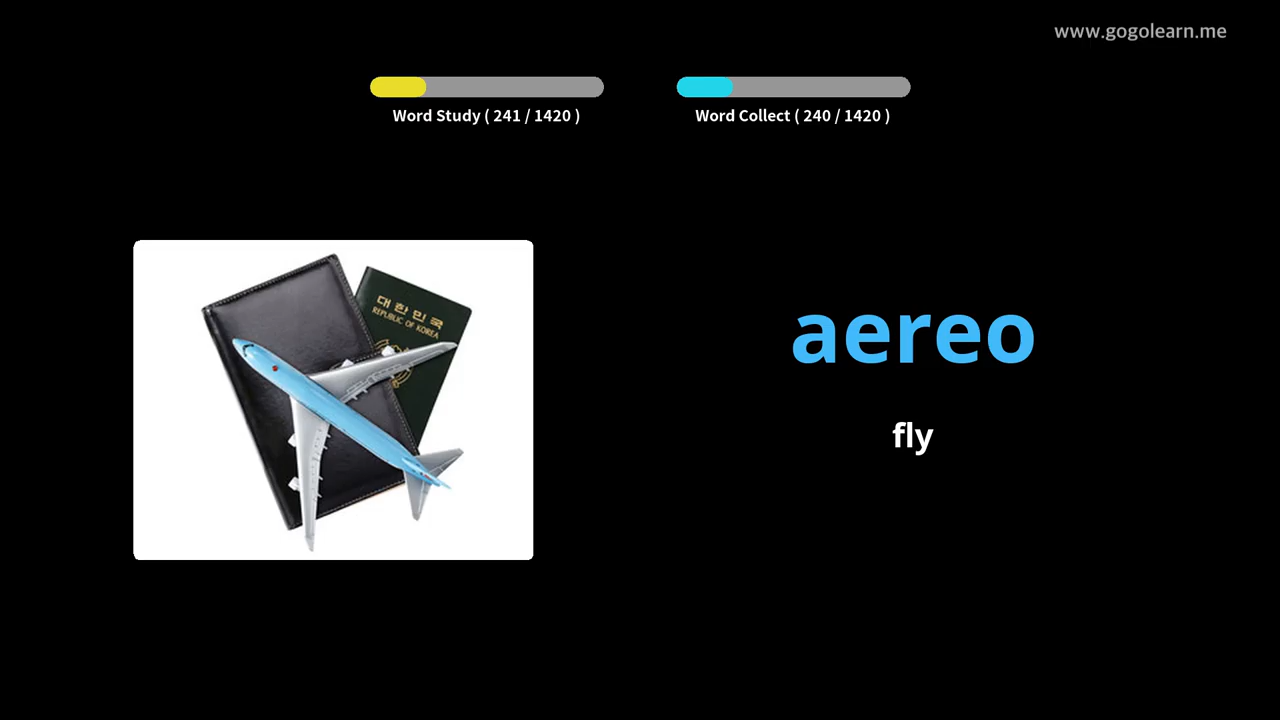 www.gogolearn.me
Word Study ( 241 / 1420 )
Word Collect ( 240 / 1420 )
대한민국
REPUBLIC OF KOREA
aereo
fly